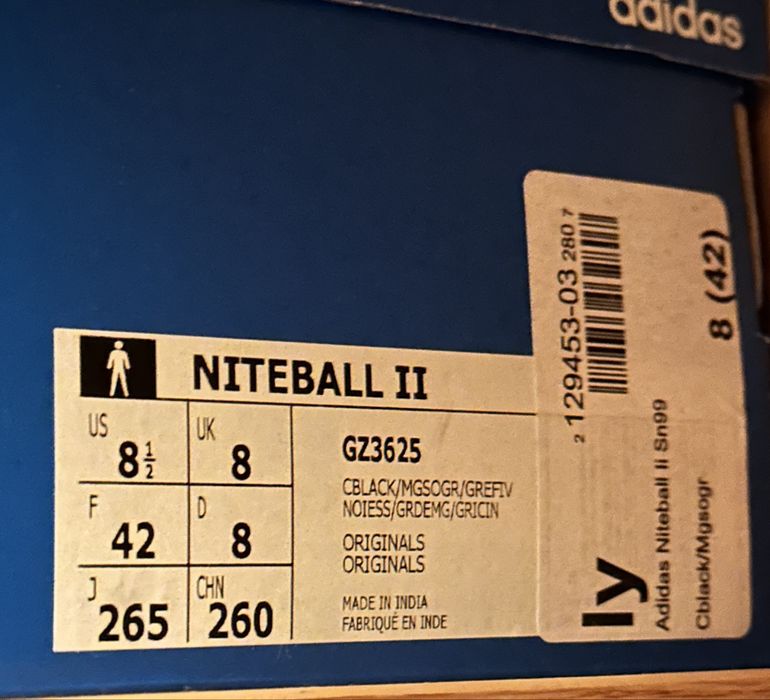 adidas
NITEBALL II
US 8½
UK 8
F 42
D 8
J 265
CHN 260
GZ3625
CBLACK/MGSOGR/GREFIV
NOIESS/GRDEMG/GRICIN
ORIGINALS
ORIGINALS
MADE IN INDIA
FABRIQUÉ EN INDE
2 129453-03 280 7
8 (42)
ly
Adidas Niteball Ii Sn99
Cblack/Mgsogr